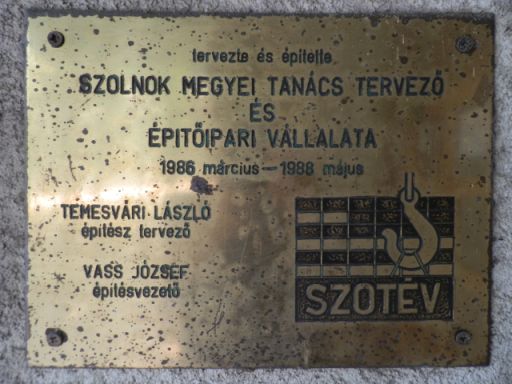 tervezte és építette
SZOLNOK MEGYEI TANÁCS TERVEZŐ
ÉS
ÉPITŐIPARI VÁLLALATA
1986 március — 1988 május
TEMESVÁRI LÁSZLÓ
építész tervező
VASS JÓZSEF
építésvezető
SZOTÉV